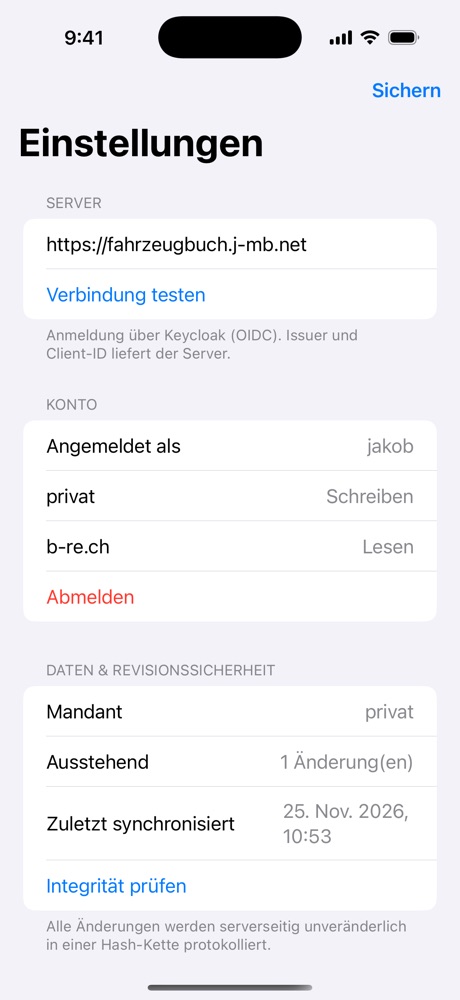 9:41
Sichern
Einstellungen
SERVER
https://fahrzeugbuch.j-mb.net
Verbindung testen
Anmeldung über Keycloak (OIDC). Issuer und
Client-ID liefert der Server.
KONTO
Angemeldet als jakob
privat Schreiben
b-re.ch Lesen
Abmelden
DATEN & REVISIONSSICHERHEIT
Mandant privat
Ausstehend 1 Änderung(en)
Zuletzt synchronisiert 25. Nov. 2026,
10:53
Integrität prüfen
Alle Änderungen werden serverseitig unveränderlich
in einer Hash-Kette protokolliert.